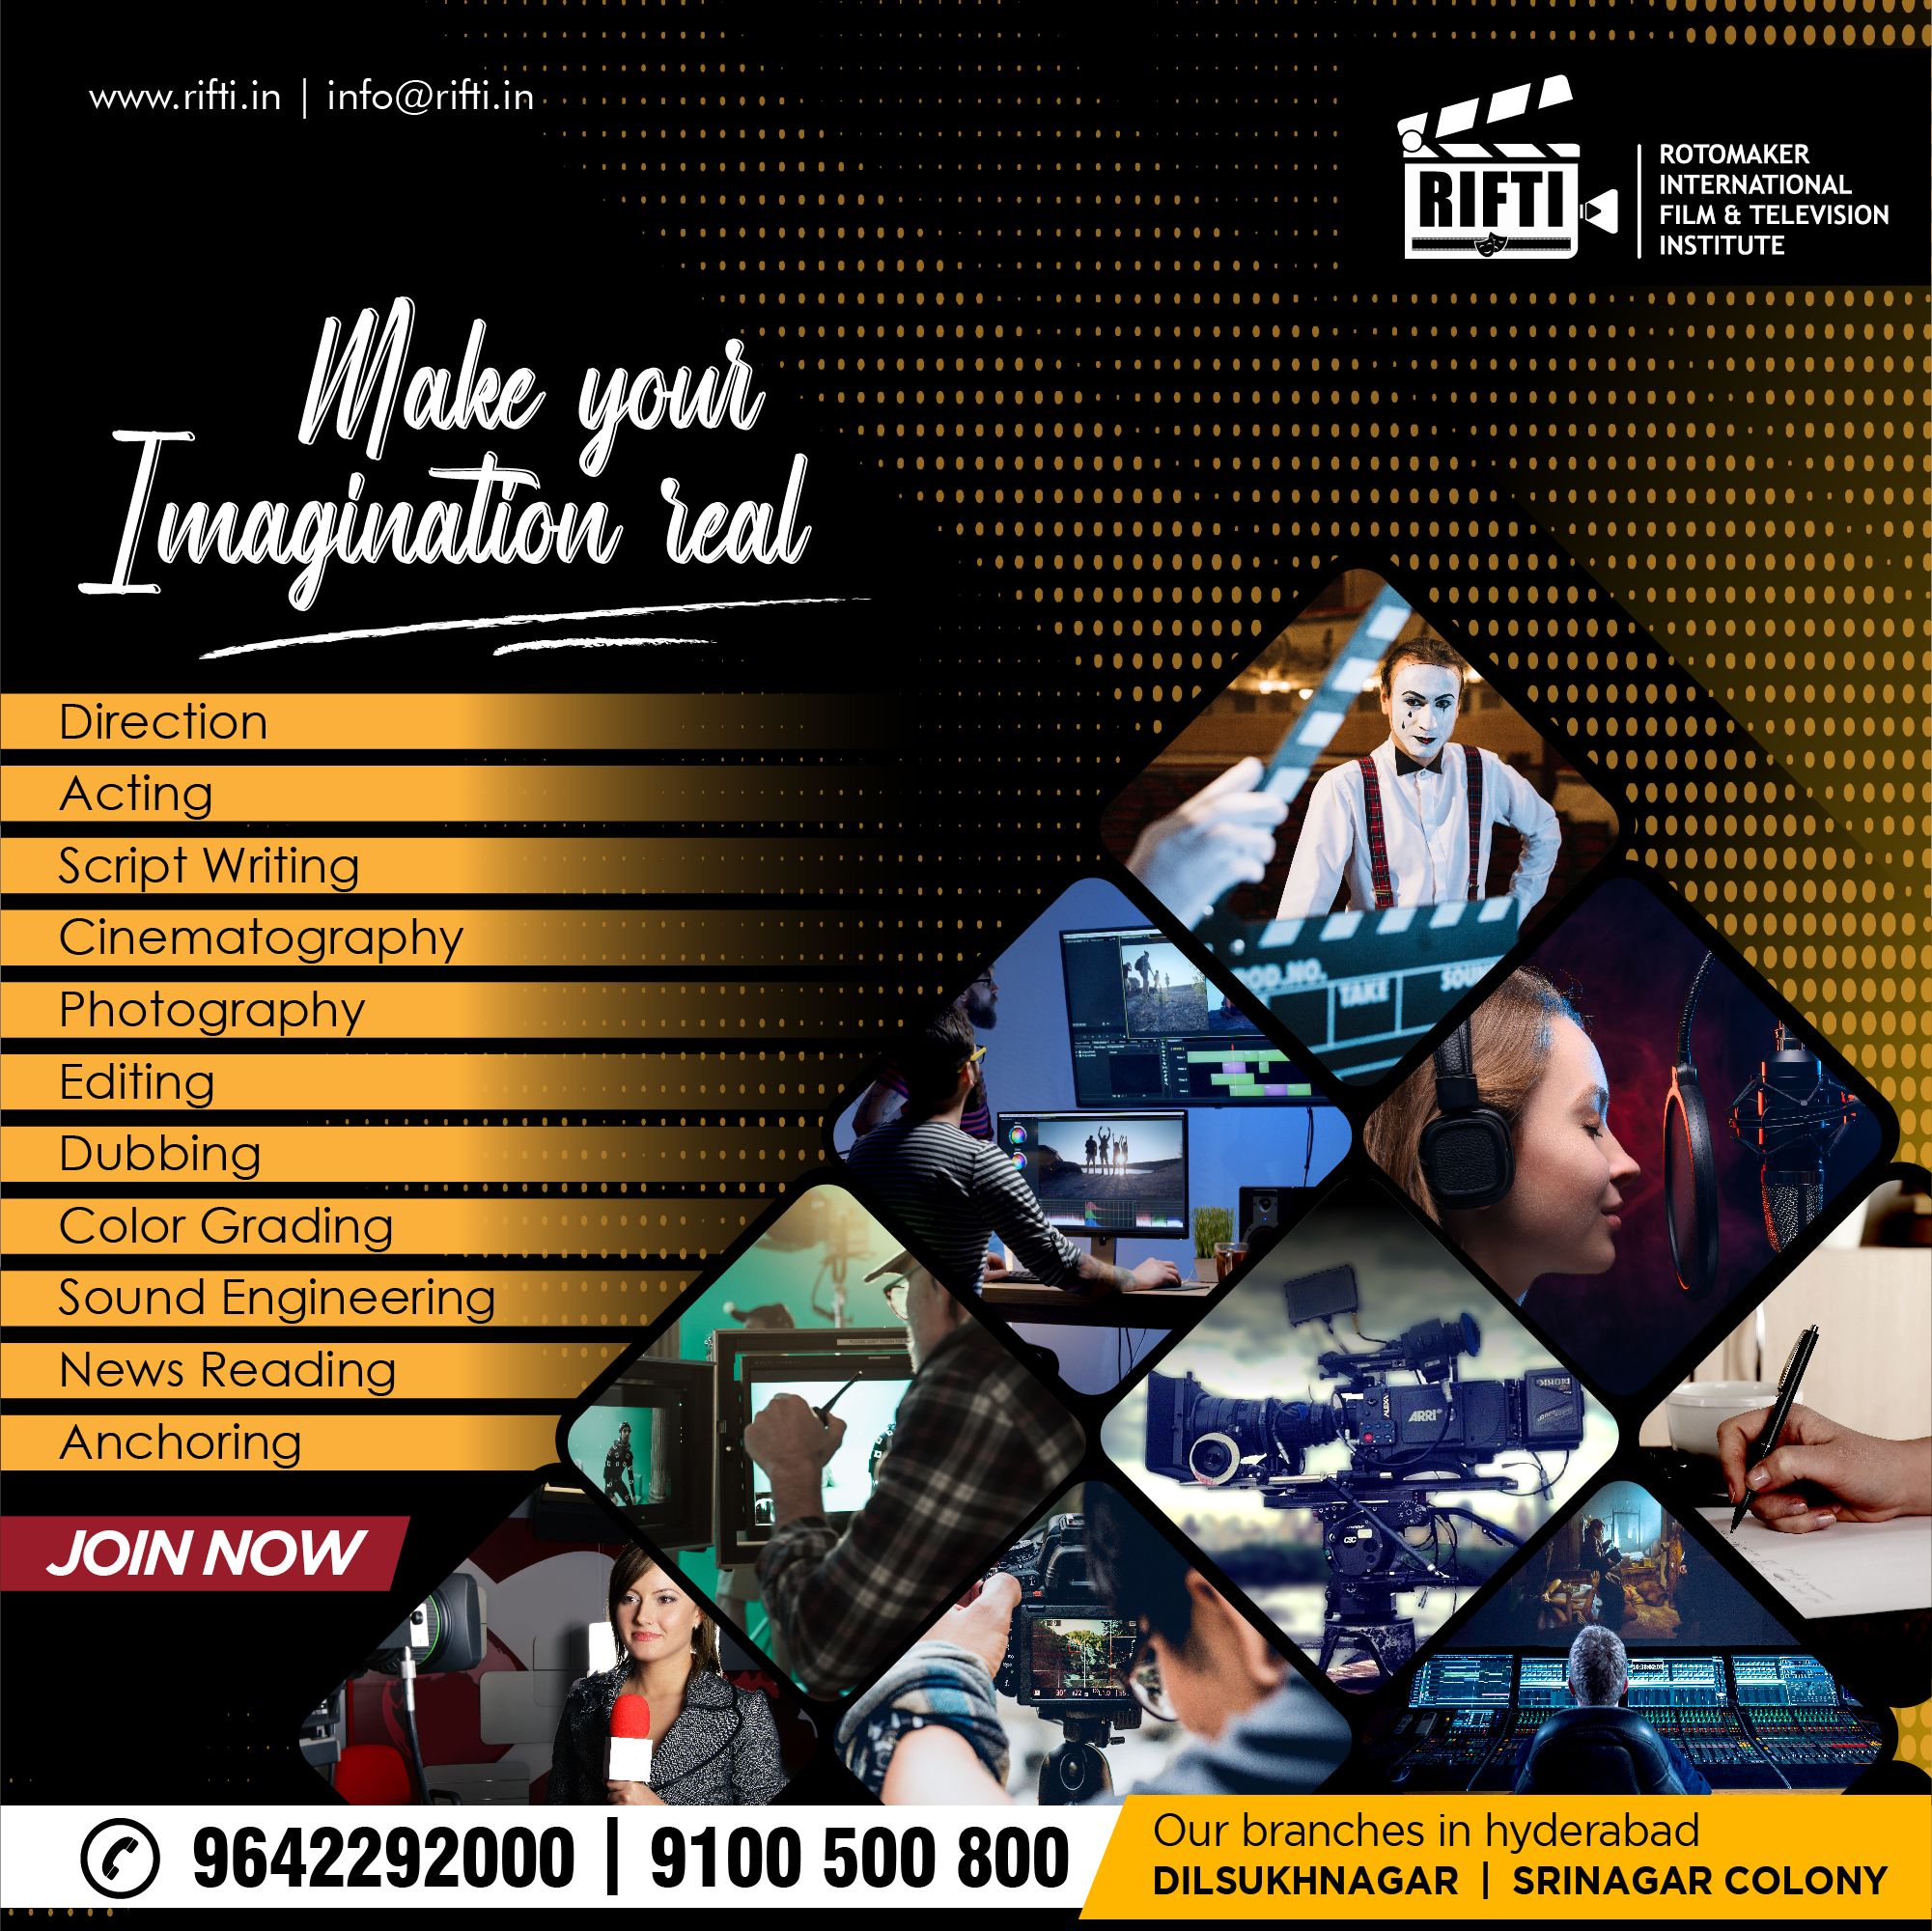 www.rifti.in | info@rifti.in
RIFTI
ROTOMAKER
INTERNATIONAL
FILM & TELEVISION
INSTITUTE
Make your
Imagination real
Direction
Acting
Script Writing
Cinematography
Photography
Editing
Dubbing
Color Grading
Sound Engineering
News Reading
Anchoring
JOIN NOW
TAKE
ARRI
9642292000 | 9100 500 800
Our branches in hyderabad
DILSUKHNAGAR | SRINAGAR COLONY